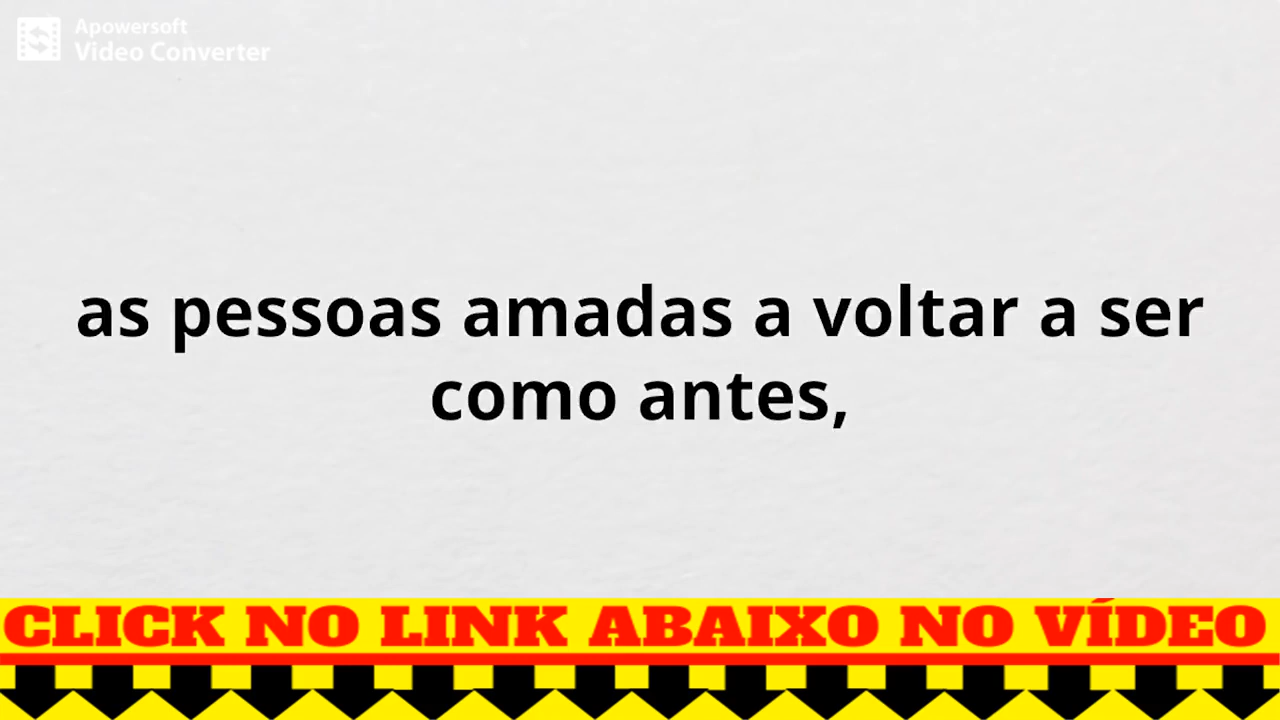 Apowersoft
Video Converter
as pessoas amadas a voltar a ser
como antes,
CLICK NO LINK ABAIXO NO VÍDEO